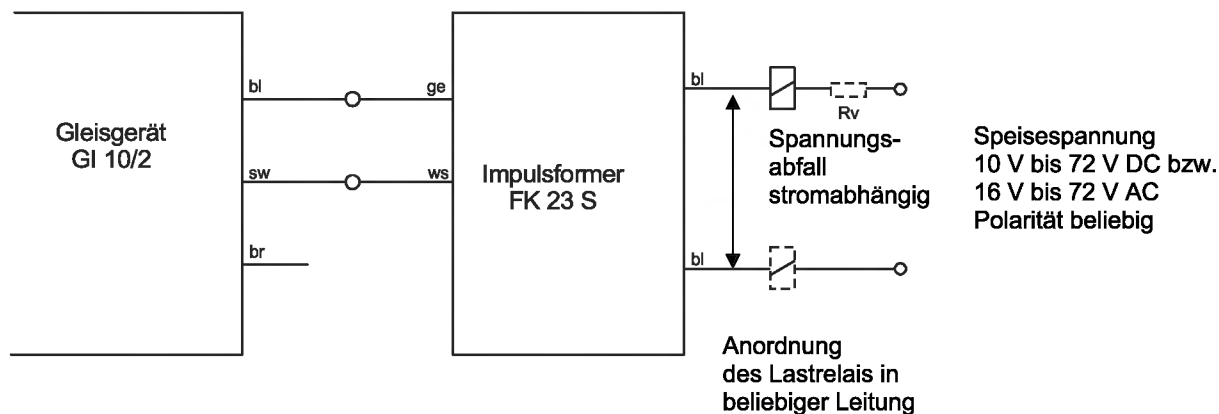 Gleisgerät
GI 10/2
bl
sw
br
ge
ws
Impulsformer
FK 23 S
bl
bl
Rv
Spannungs-
abfall
stromabhängig
Speisespannung
10 V bis 72 V DC bzw.
16 V bis 72 V AC
Polarität beliebig
Anordnung
des Lastrelais in
beliebiger Leitung